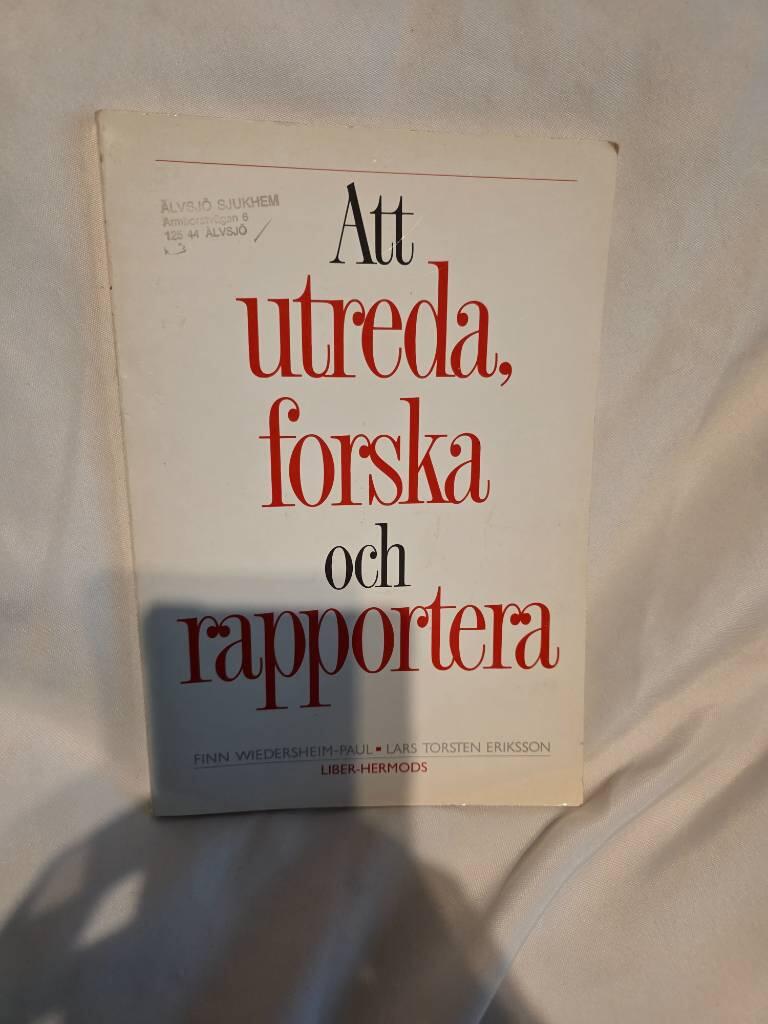 ÄLVSJÖ SJUKHEM
Armborstvägen 6
125 44 ÄLVSJÖ
Att
utreda,
forska
och
rapportera
FINN WIEDERSHEIM-PAUL ▪ LARS TORSTEN ERIKSSON
LIBER-HERMODS